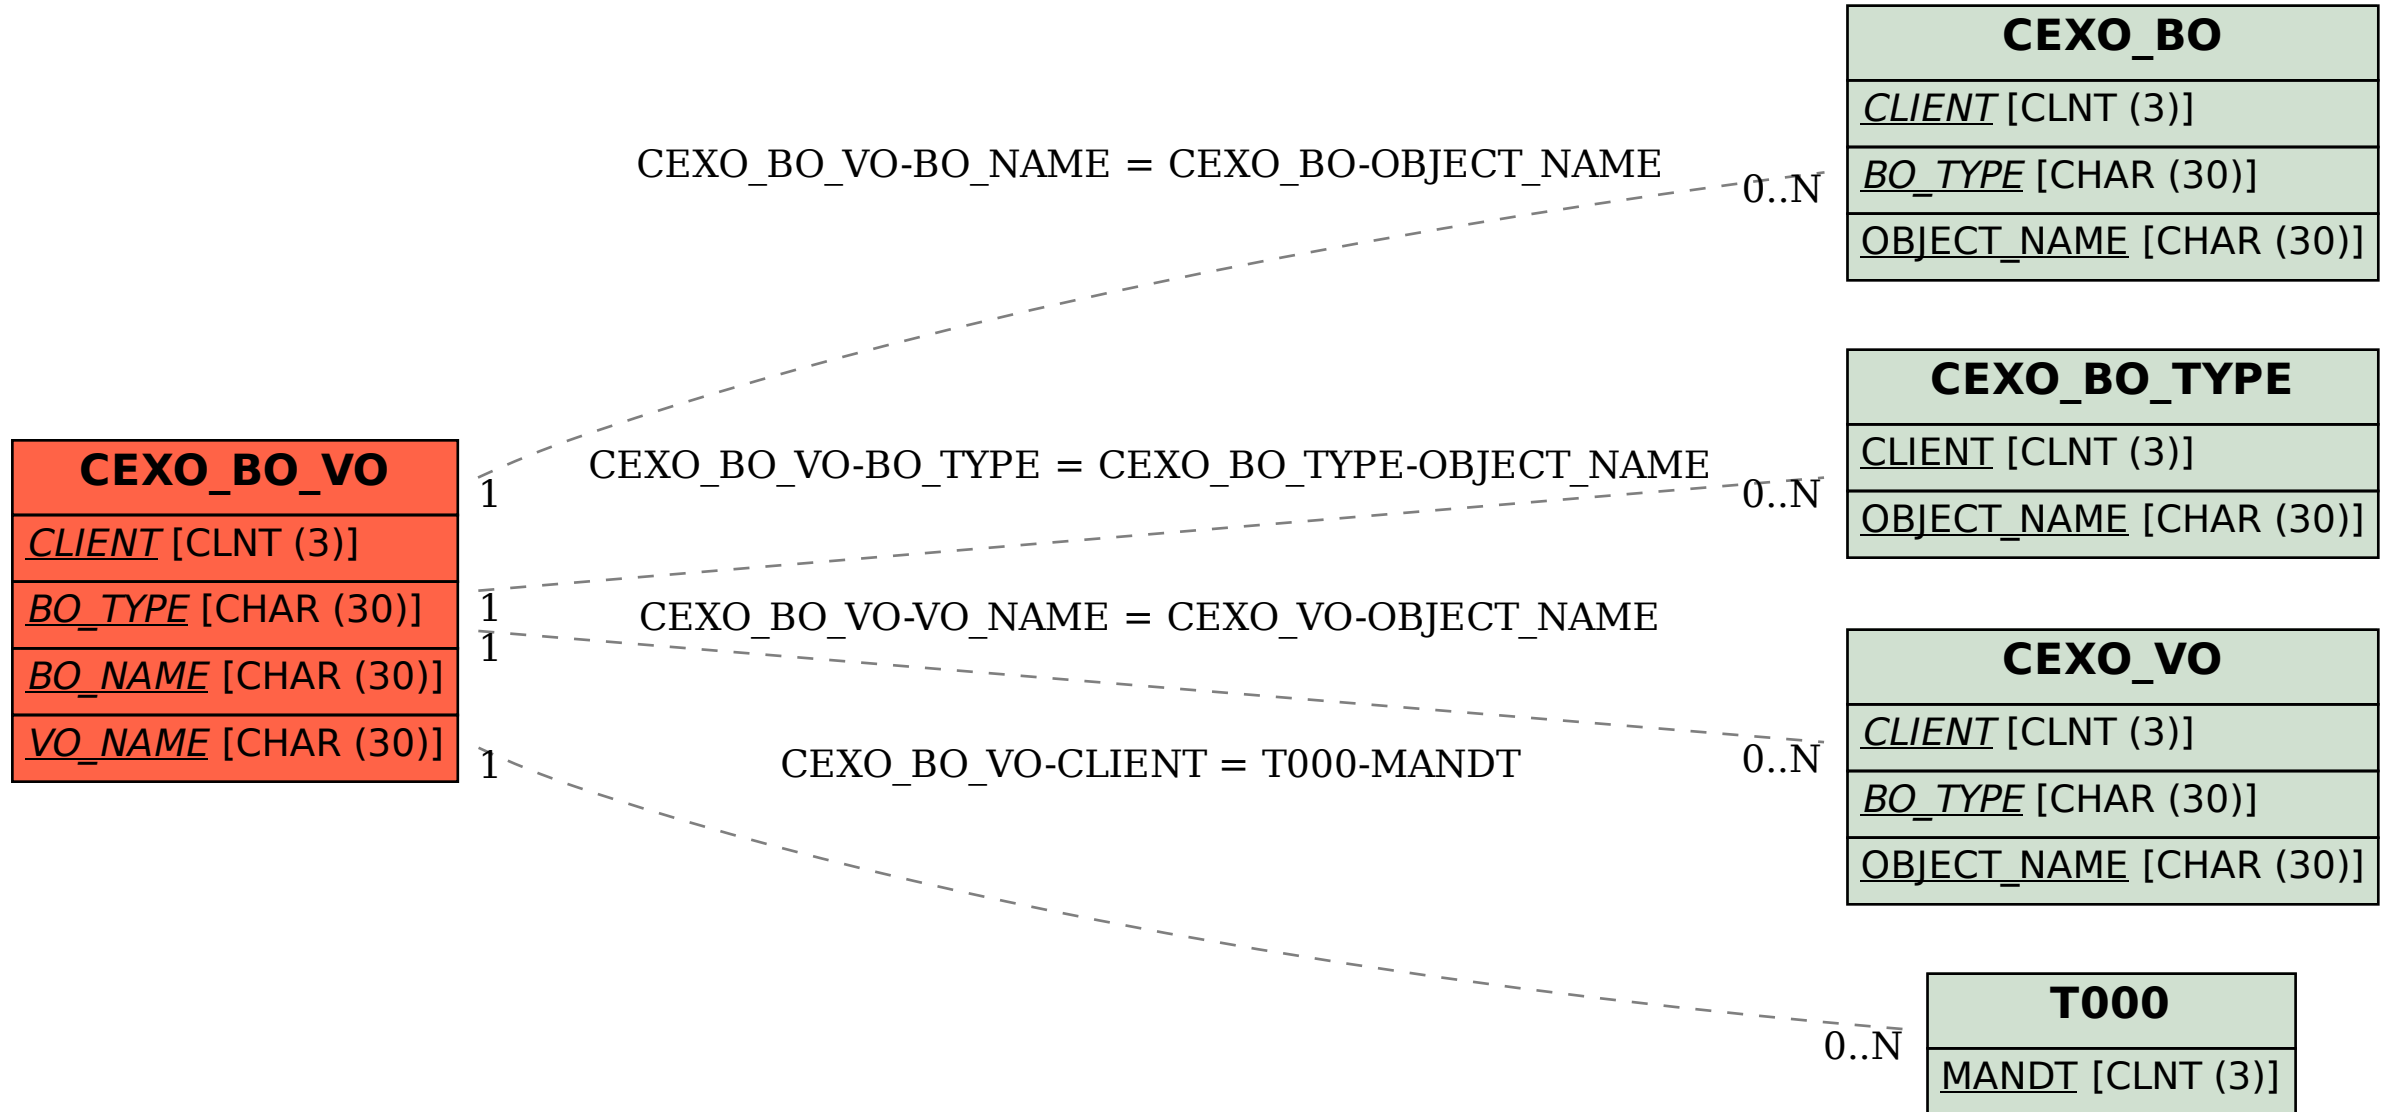 CEXO_BO_VO
CLIENT [CLNT (3)]
BO_TYPE [CHAR (30)]
BO_NAME [CHAR (30)]
VO_NAME [CHAR (30)]
CEXO_BO_VO-BO_NAME = CEXO_BO-OBJECT_NAME
1
0..N
CEXO_BO_VO-BO_TYPE = CEXO_BO_TYPE-OBJECT_NAME
1
0..N
CEXO_BO_VO-VO_NAME = CEXO_VO-OBJECT_NAME
1
0..N
CEXO_BO_VO-CLIENT = T000-MANDT
1
0..N
CEXO_BO
CLIENT [CLNT (3)]
BO_TYPE [CHAR (30)]
OBJECT_NAME [CHAR (30)]
CEXO_BO_TYPE
CLIENT [CLNT (3)]
OBJECT_NAME [CHAR (30)]
CEXO_VO
CLIENT [CLNT (3)]
BO_TYPE [CHAR (30)]
OBJECT_NAME [CHAR (30)]
T000
MANDT [CLNT (3)]